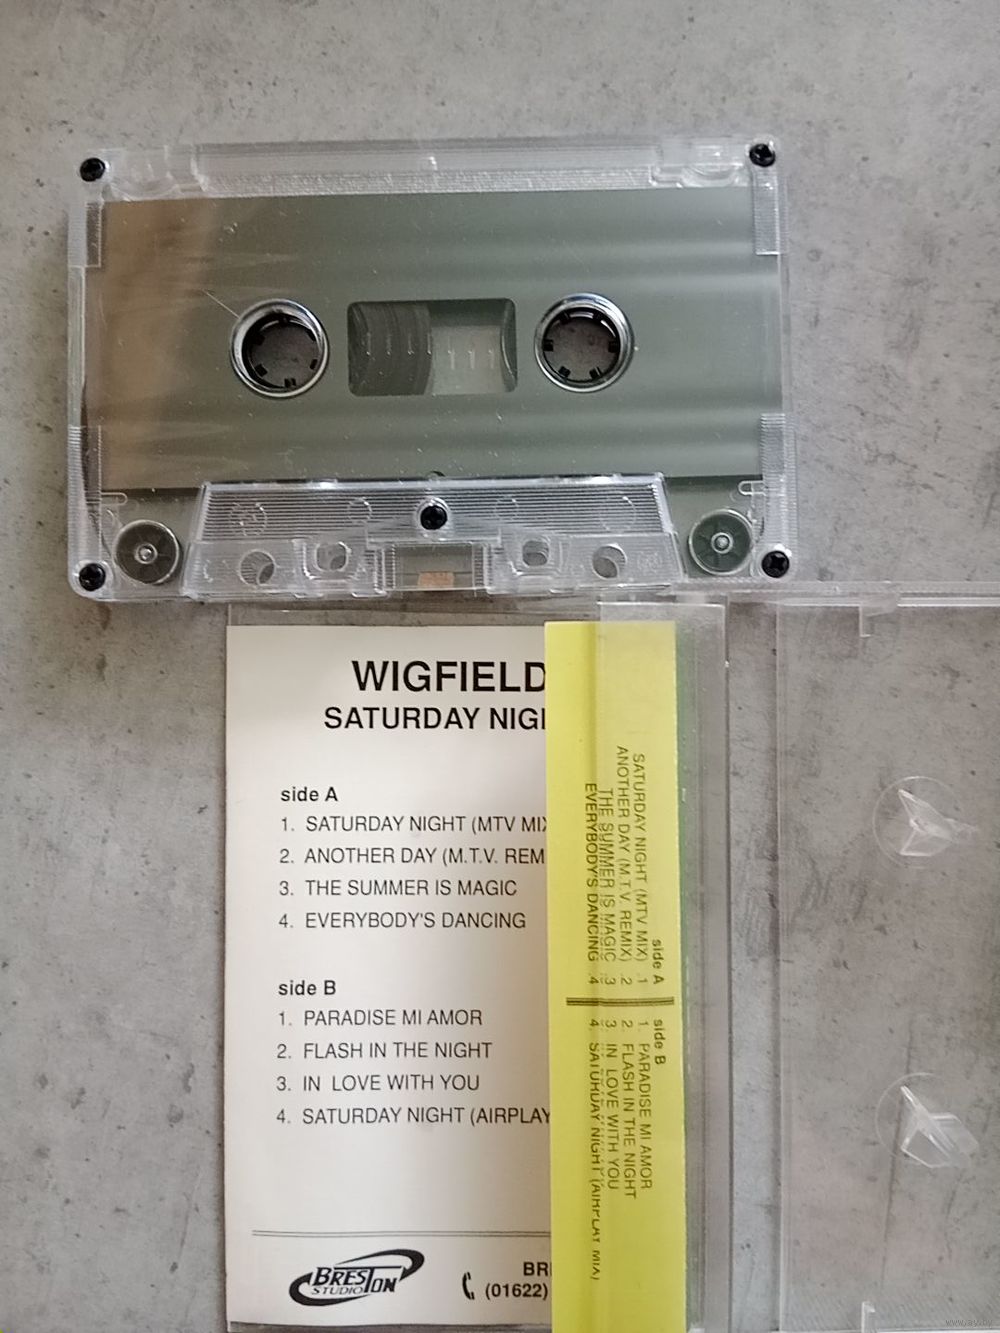 WIGFIELD
SATURDAY NIGH
side A
1. SATURDAY NIGHT (MTV MIX
2. ANOTHER DAY (M.T.V. REM
3. THE SUMMER IS MAGIC
4. EVERYBODY'S DANCING
side B
1. PARADISE MI AMOR
2. FLASH IN THE NIGHT
3. IN LOVE WITH YOU
4. SATURDAY NIGHT (AIRPLAY
BRESTON
STUDIO
BRE
(01622)
side A
SATURDAY NIGHT (MTV MIX) .1
ANOTHER DAY (M.T.V. REMIX) .2
THE SUMMER IS MAGIC .3
EVERYBODY'S DANCING .4
side B
1. PARADISE MI AMOR
2. FLASH IN THE NIGHT
3. IN LOVE WITH YOU
4. SATURDAY NIGHT (AIRPLAY MIX)
www.ay.by